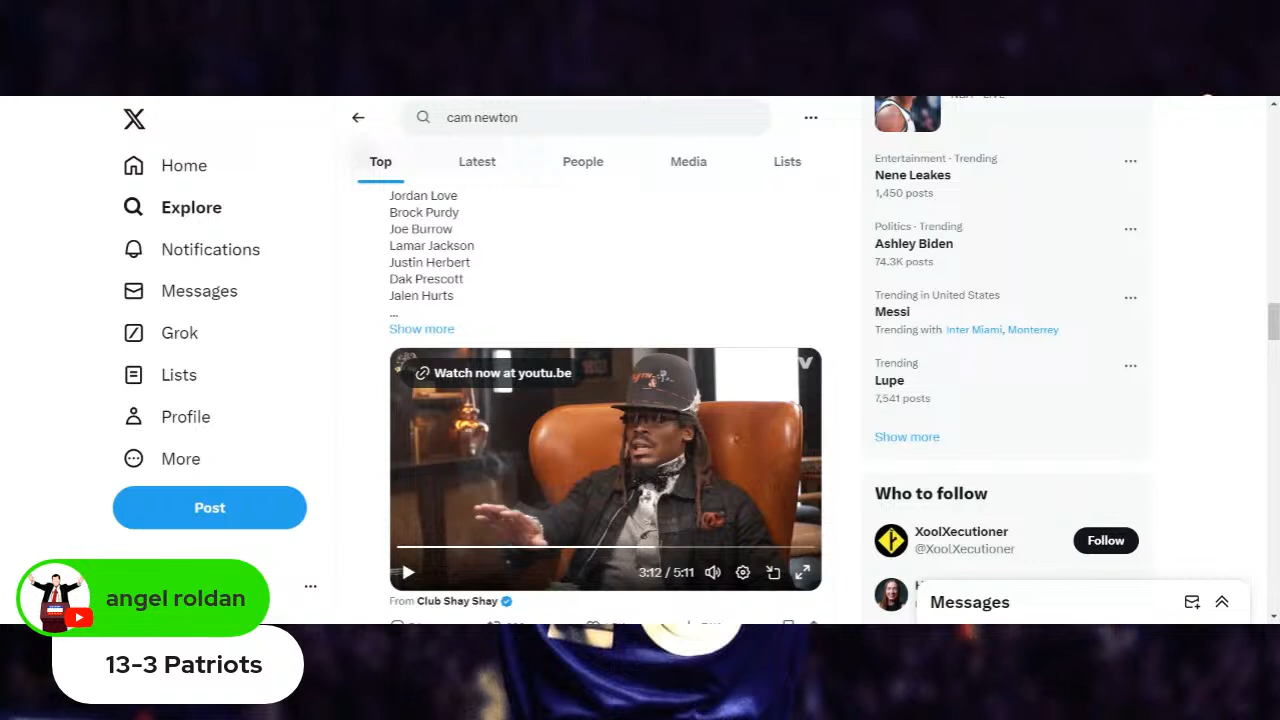 cam newton
Home
Explore
Notifications
Messages
Grok
Lists
Profile
More
Post
Top
Latest
People
Media
Lists
Jordan Love
Brock Purdy
Joe Burrow
Lamar Jackson
Justin Herbert
Dak Prescott
Jalen Hurts
...
Show more
Watch now at youtu.be
3:12 / 5:11
From Club Shay Shay
Entertainment · Trending
Nene Leakes
1,450 posts
Politics · Trending
Ashley Biden
74.3K posts
Trending in United States
Messi
Trending with Inter Miami, Monterrey
Trending
Lupe
7,541 posts
Show more
Who to follow
XoolXecutioner
@XoolXecutioner
Follow
Messages
angel roldan
13-3 Patriots